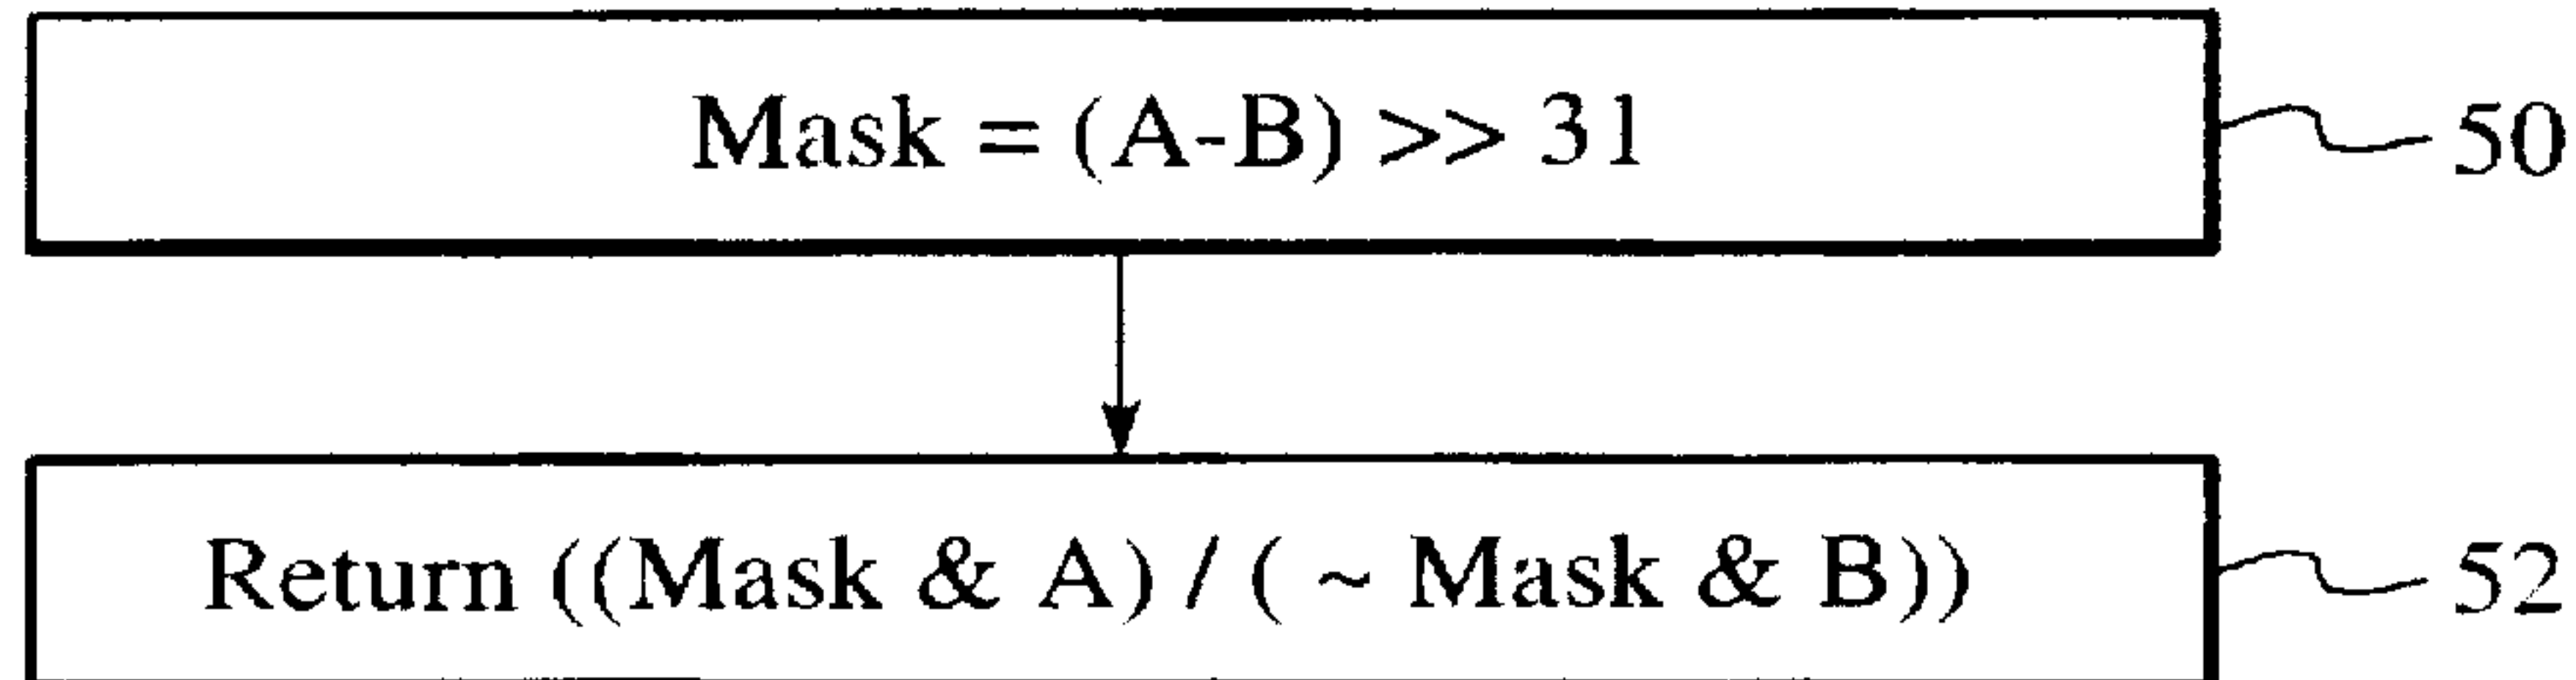 Mask = (A-B) >> 31
50
Return ((Mask & A) / ( ~ Mask & B))
52